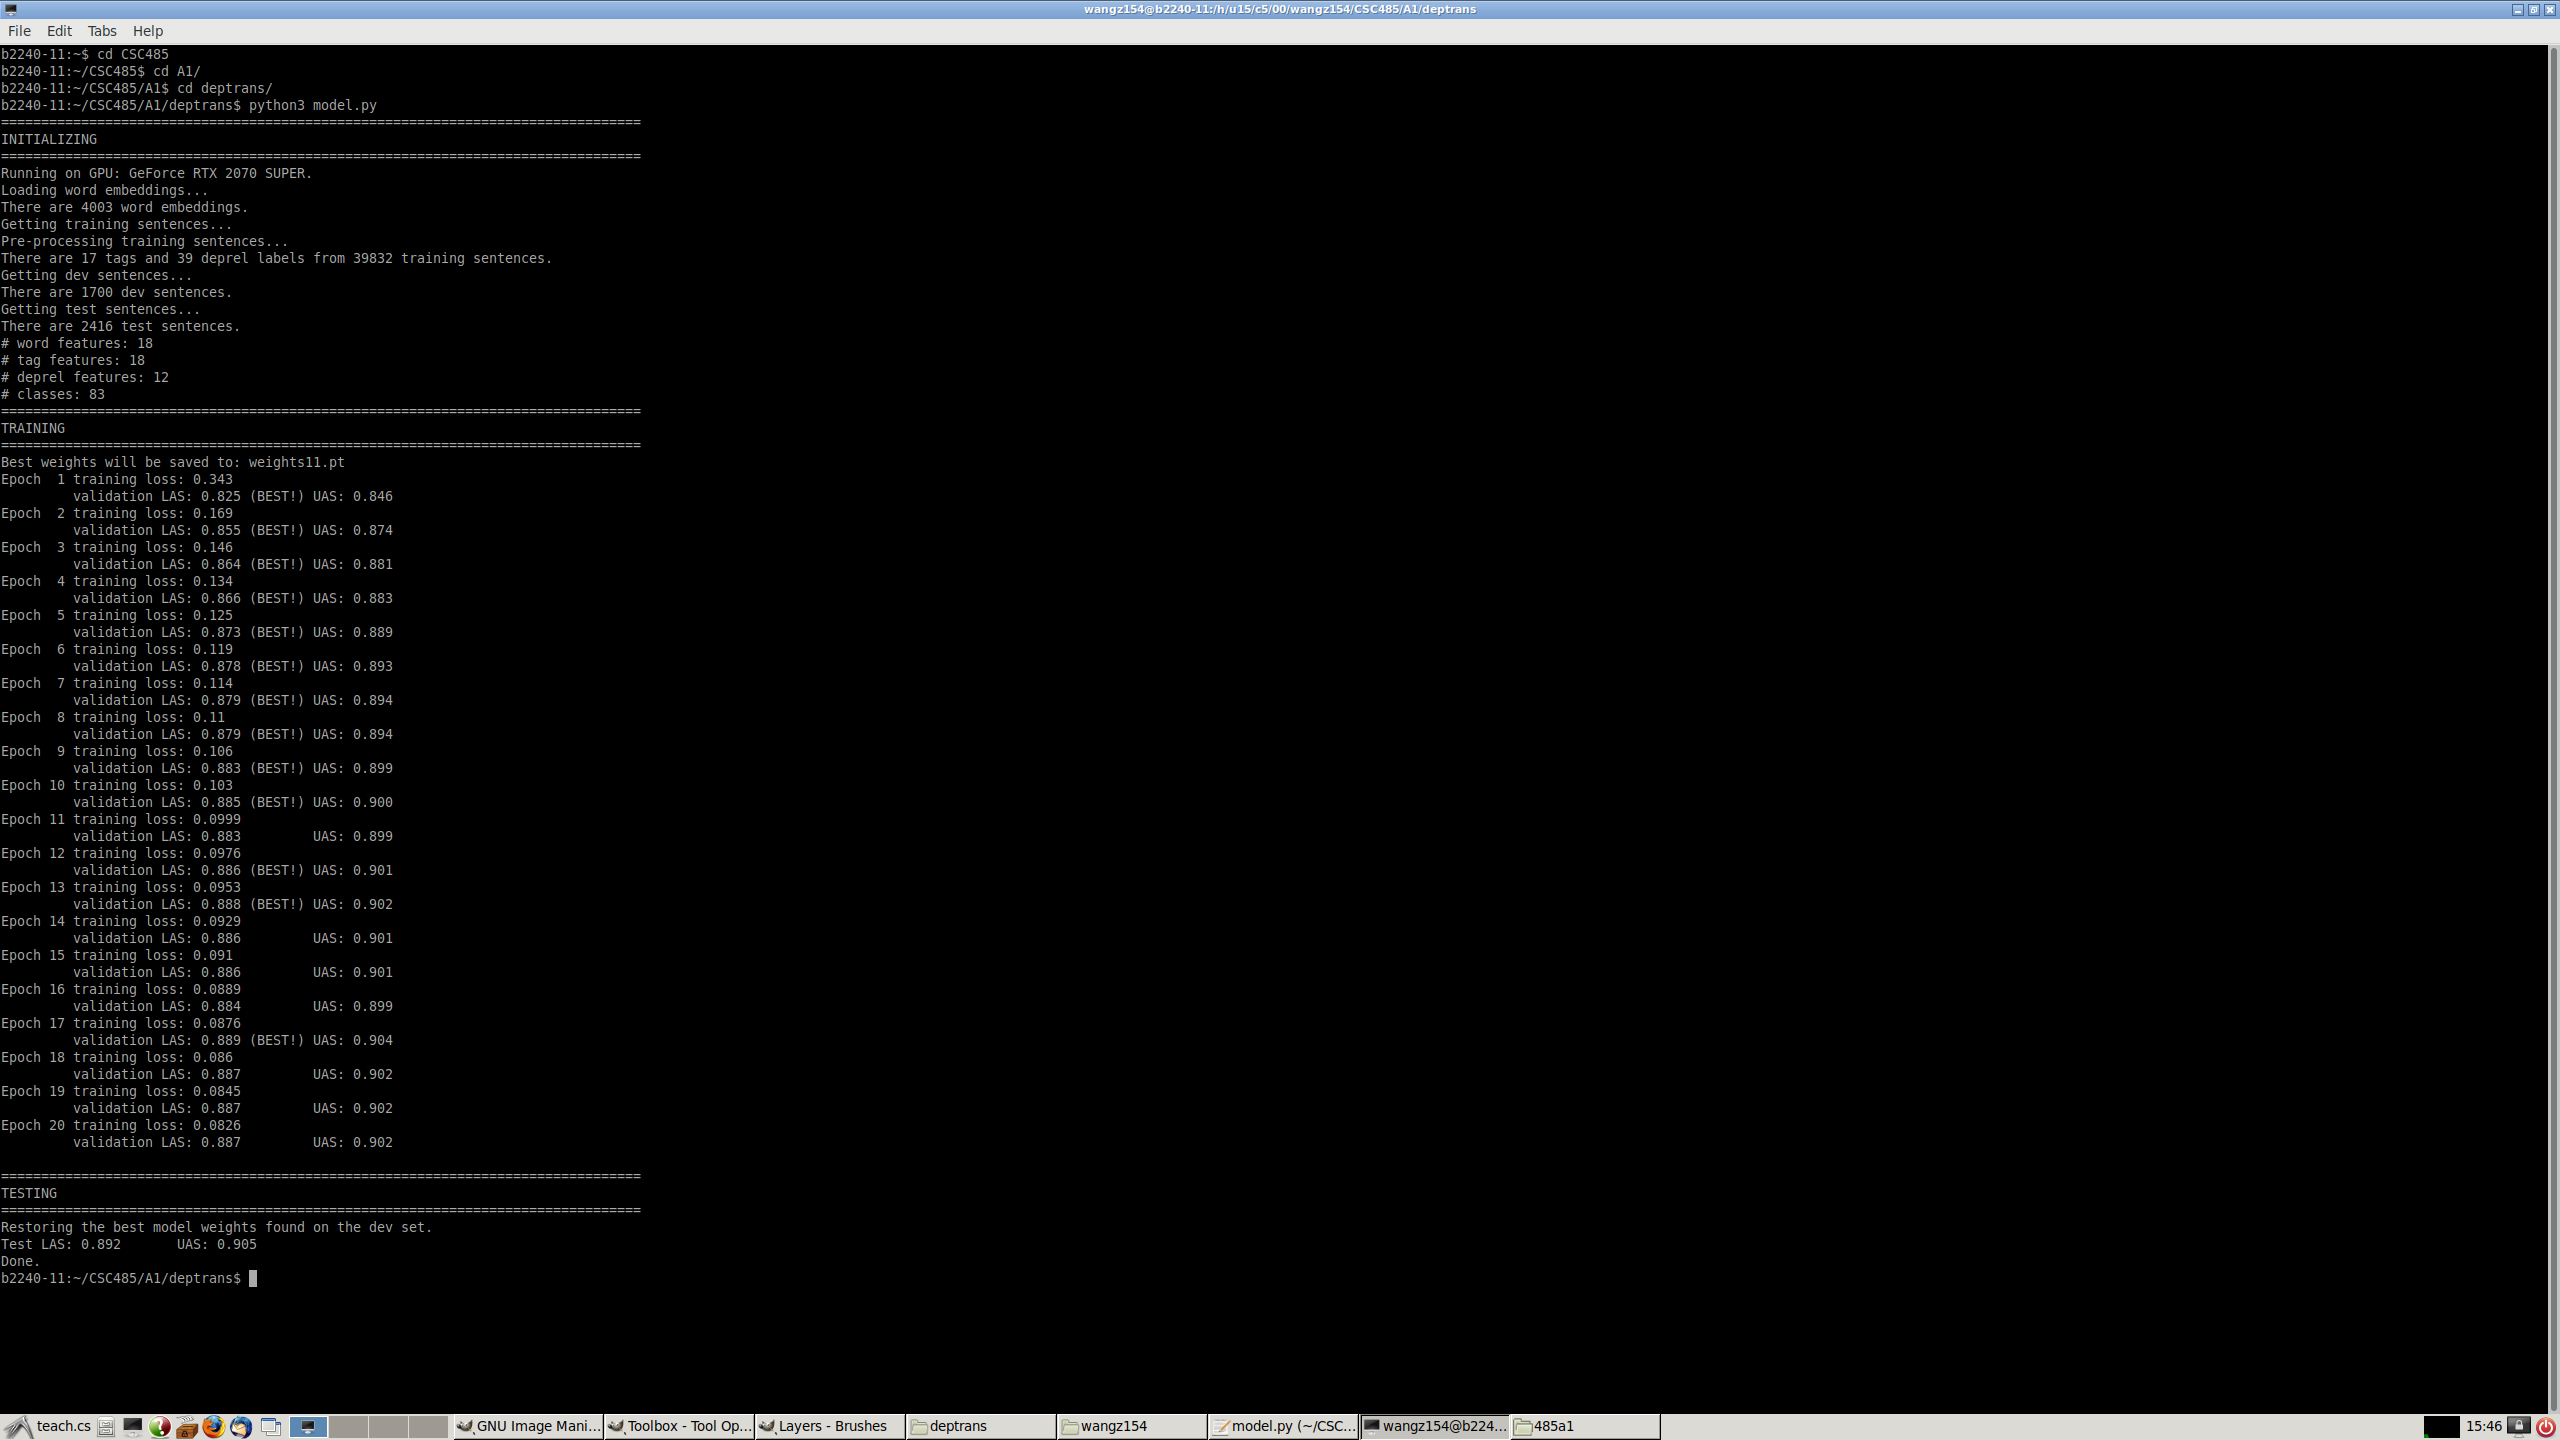 wangz154@b2240-11:/h/u15/c5/00/wangz154/CSC485/A1/deptrans
File Edit Tabs Help
b2240-11:~$ cd CSC485
b2240-11:~/CSC485$ cd A1/
b2240-11:~/CSC485/A1$ cd deptrans/
b2240-11:~/CSC485/A1/deptrans$ python3 model.py
================================================================================
INITIALIZING
================================================================================
Running on GPU: GeForce RTX 2070 SUPER.
Loading word embeddings...
There are 4003 word embeddings.
Getting training sentences...
Pre-processing training sentences...
There are 17 tags and 39 deprel labels from 39832 training sentences.
Getting dev sentences...
There are 1700 dev sentences.
Getting test sentences...
There are 2416 test sentences.
# word features: 18
# tag features: 18
# deprel features: 12
# classes: 83
================================================================================
TRAINING
================================================================================
Best weights will be saved to: weights11.pt
Epoch  1 training loss: 0.343
         validation LAS: 0.825 (BEST!) UAS: 0.846
Epoch  2 training loss: 0.169
         validation LAS: 0.855 (BEST!) UAS: 0.874
Epoch  3 training loss: 0.146
         validation LAS: 0.864 (BEST!) UAS: 0.881
Epoch  4 training loss: 0.134
         validation LAS: 0.866 (BEST!) UAS: 0.883
Epoch  5 training loss: 0.125
         validation LAS: 0.873 (BEST!) UAS: 0.889
Epoch  6 training loss: 0.119
         validation LAS: 0.878 (BEST!) UAS: 0.893
Epoch  7 training loss: 0.114
         validation LAS: 0.879 (BEST!) UAS: 0.894
Epoch  8 training loss: 0.11
         validation LAS: 0.879 (BEST!) UAS: 0.894
Epoch  9 training loss: 0.106
         validation LAS: 0.883 (BEST!) UAS: 0.899
Epoch 10 training loss: 0.103
         validation LAS: 0.885 (BEST!) UAS: 0.900
Epoch 11 training loss: 0.0999
         validation LAS: 0.883         UAS: 0.899
Epoch 12 training loss: 0.0976
         validation LAS: 0.886 (BEST!) UAS: 0.901
Epoch 13 training loss: 0.0953
         validation LAS: 0.888 (BEST!) UAS: 0.902
Epoch 14 training loss: 0.0929
         validation LAS: 0.886         UAS: 0.901
Epoch 15 training loss: 0.091
         validation LAS: 0.886         UAS: 0.901
Epoch 16 training loss: 0.0889
         validation LAS: 0.884         UAS: 0.899
Epoch 17 training loss: 0.0876
         validation LAS: 0.889 (BEST!) UAS: 0.904
Epoch 18 training loss: 0.086
         validation LAS: 0.887         UAS: 0.902
Epoch 19 training loss: 0.0845
         validation LAS: 0.887         UAS: 0.902
Epoch 20 training loss: 0.0826
         validation LAS: 0.887         UAS: 0.902
================================================================================
TESTING
================================================================================
Restoring the best model weights found on the dev set.
Test LAS: 0.892       UAS: 0.905
Done.
b2240-11:~/CSC485/A1/deptrans$
teach.cs GNU Image Mani... Toolbox - Tool Op... Layers - Brushes deptrans wangz154 model.py (~/CSC... wangz154@b224... 485a1 15:46